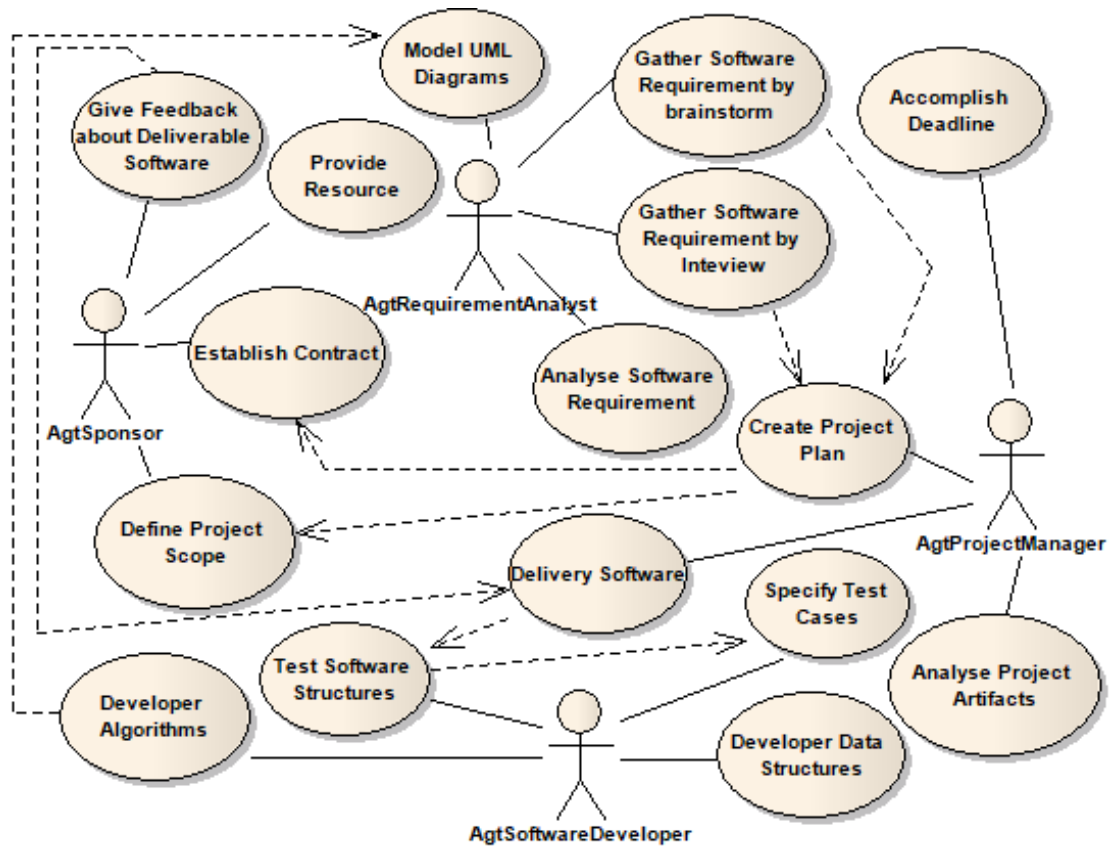 Model UML
Diagrams
Gather Software
Requirement by
brainstorm
Accomplish
Deadline
Give Feedback
about Deliverable
Software
Provide
Resource
Gather Software
Requirement by
Inteview
AgtRequirementAnalyst
Establish Contract
Analyse Software
Requirement
AgtSponsor
Create Project
Plan
Define Project
Scope
AgtProjectManager
Delivery Software
Specify Test
Cases
Test Software
Structures
Analyse Project
Artifacts
Developer
Algorithms
Developer Data
Structures
AgtSoftwareDeveloper